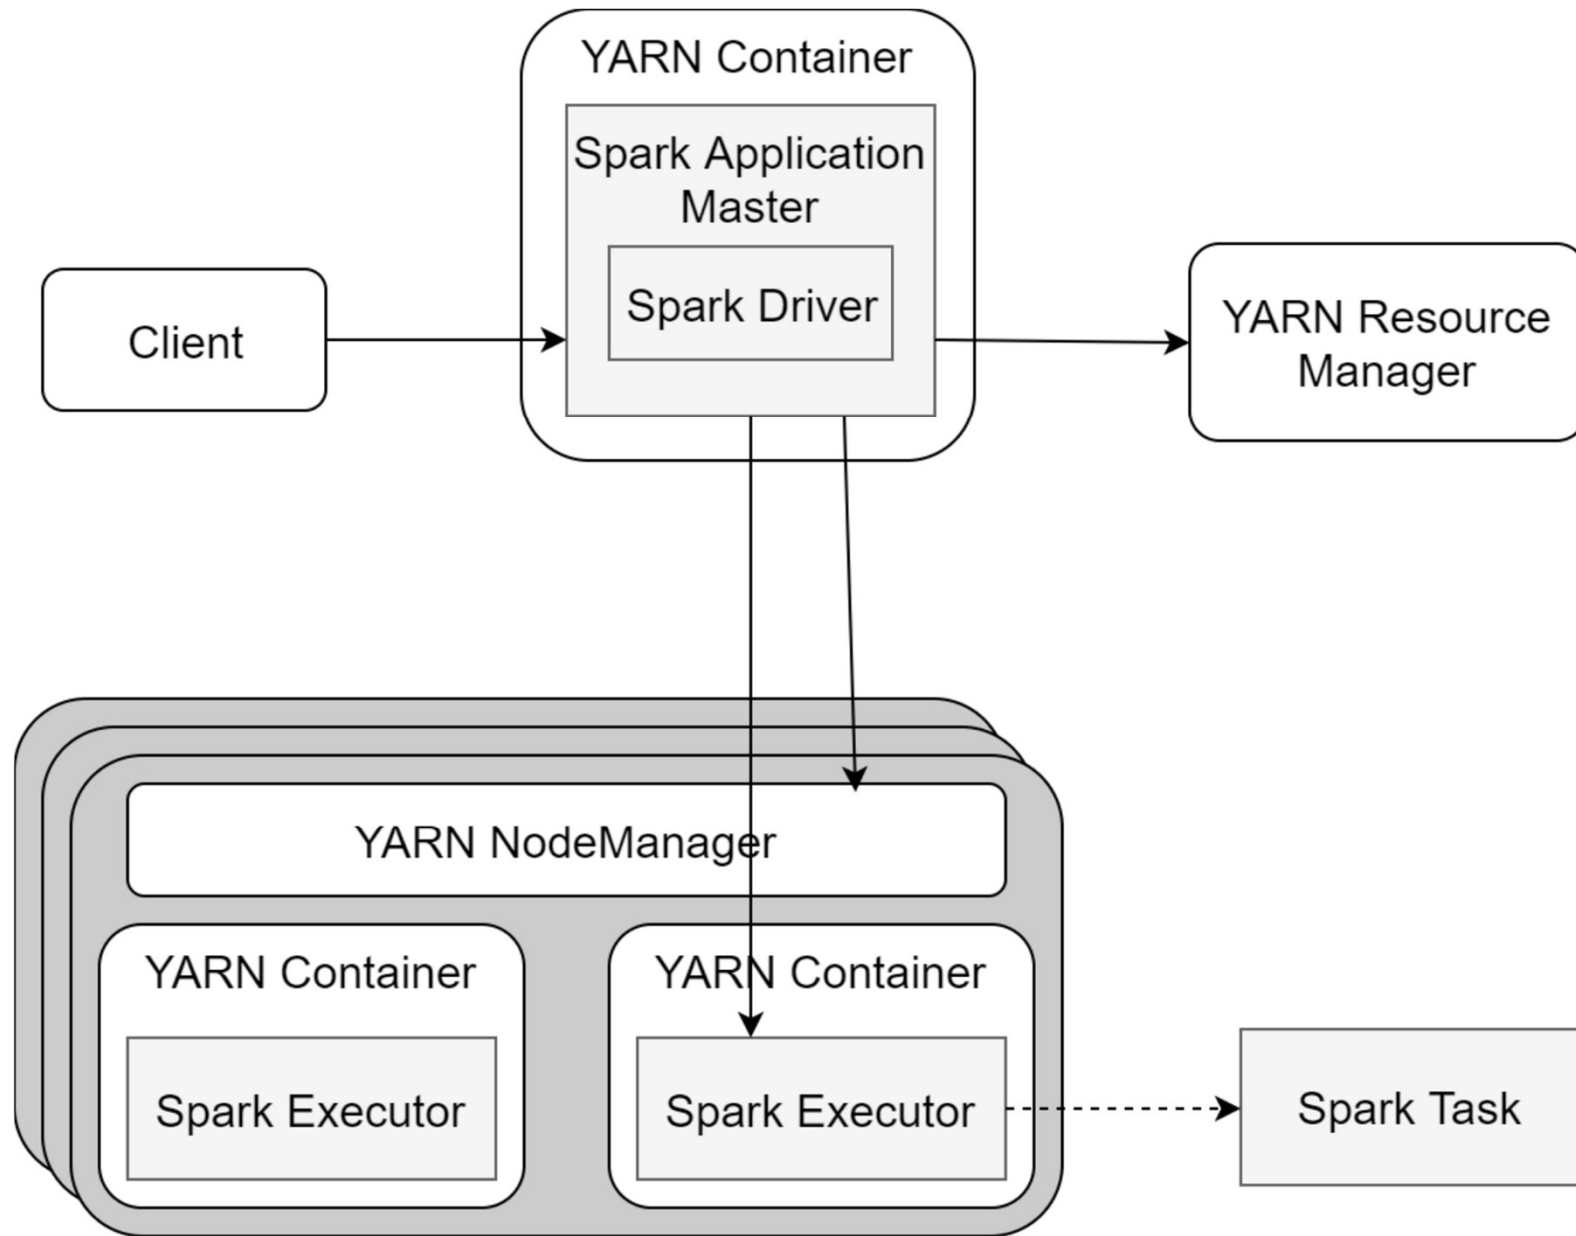 YARN Container
Spark Application
Master
Spark Driver
Client
YARN Resource
Manager
YARN NodeManager
YARN Container
YARN Container
Spark Executor
Spark Executor
Spark Task